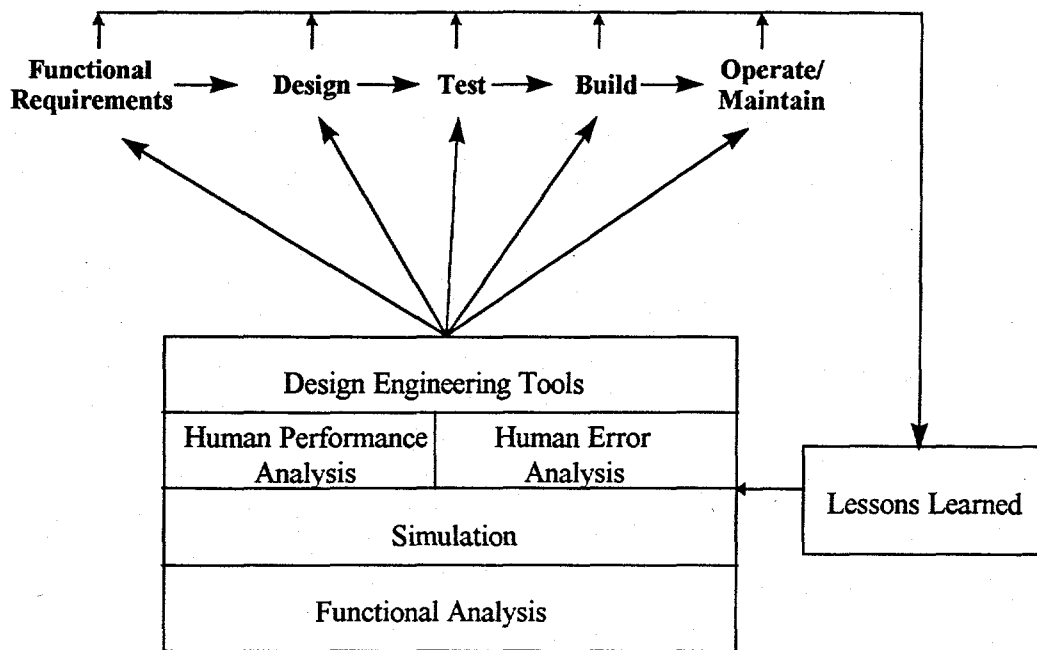 Functional
Requirements
Design
Test
Build
Operate/
Maintain
Design Engineering Tools
Human Performance
Analysis
Human Error
Analysis
Simulation
Functional Analysis
Lessons Learned